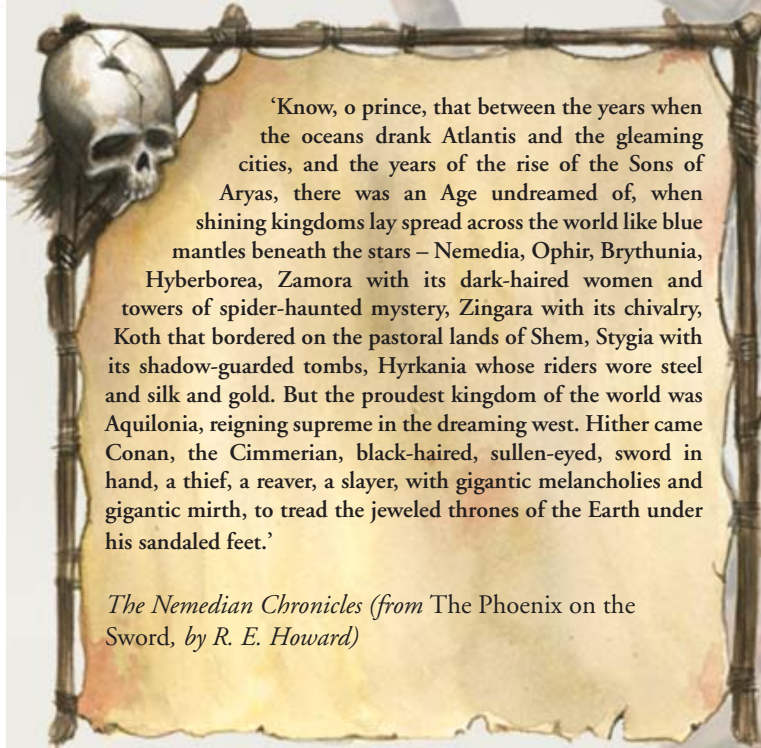 ‘Know, o prince, that between the years when
the oceans drank Atlantis and the gleaming
cities, and the years of the rise of the Sons of
Aryas, there was an Age undreamed of, when
shining kingdoms lay spread across the world like blue
mantles beneath the stars – Nemedia, Ophir, Brythunia,
Hyberborea, Zamora with its dark-haired women and
towers of spider-haunted mystery, Zingara with its chivalry,
Koth that bordered on the pastoral lands of Shem, Stygia with
its shadow-guarded tombs, Hyrkania whose riders wore steel
and silk and gold. But the proudest kingdom of the world was
Aquilonia, reigning supreme in the dreaming west. Hither came
Conan, the Cimmerian, black-haired, sullen-eyed, sword in
hand, a thief, a reaver, a slayer, with gigantic melancholies and
gigantic mirth, to tread the jeweled thrones of the Earth under
his sandaled feet.’
The Nemedian Chronicles (from The Phoenix on the
Sword, by R. E. Howard)